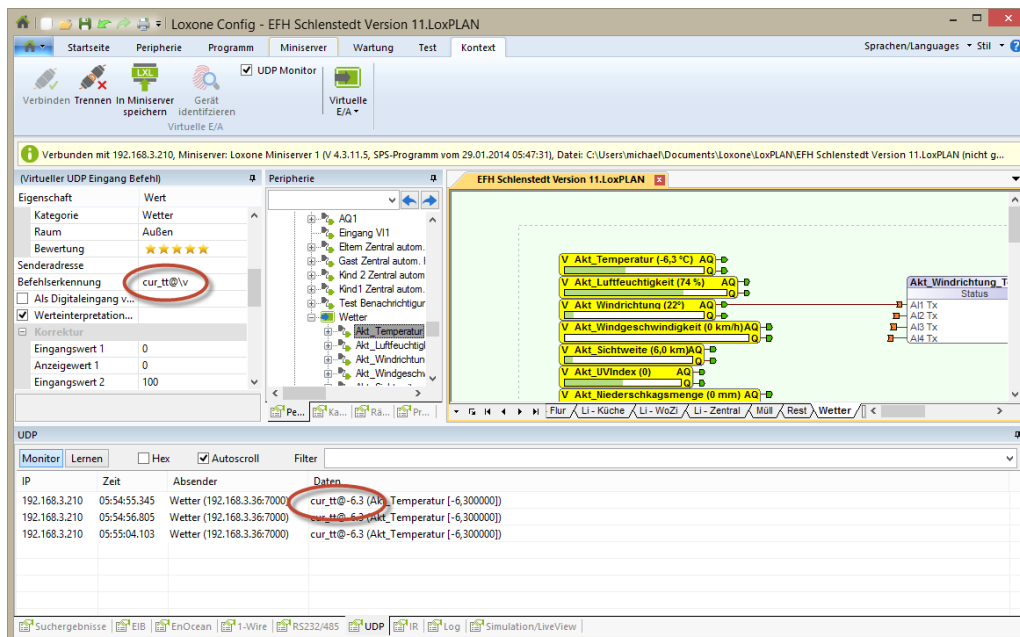 Loxone Config - EFH Schlenstedt Version 11.LoxPLAN
Startseite Peripherie Programm Miniserver Wartung Test Kontext Sprachen/Languages Stil
Verbinden Trennen In Miniserver speichern Gerät identifizieren UDP Monitor Virtuelle E/A
Virtuelle E/A
Verbunden mit 192.168.3.210, Miniserver: Loxone Miniserver 1 (V 4.3.11.5, SPS-Programm vom 29.01.2014 05:47:31), Datei: C:\Users\michael\Documents\Loxone\LoxPLAN\EFH Schlenstedt Version 11.LoxPLAN (nicht g...
(Virtueller UDP Eingang Befehl)
Eigenschaft Wert
Kategorie Wetter
Raum Außen
Bewertung
Senderadresse
Befehlserkennung cur_tt@\v
Als Digitaleingang v...
Werteinterpretation...
Korrektur
Eingangswert 1 0
Anzeigewert 1 0
Eingangswert 2 100
Peripherie
AQ1
Eingang VI1
Eltern Zentral autom.
Gast Zentral autom.
Kind 2 Zentral autom
Kind1 Zentral autom.
Test Benachrichtigur
Wetter
Akt_Temperatur
Akt_Luftfeuchtigl
Akt_Windrichtun
Akt_Windgeschw
Pe... Ka... Rä... Pr...
EFH Schlenstedt Version 11.LoxPLAN
V Akt_Temperatur (-6,3 °C) AQ
Q
V Akt_Luftfeuchtigkeit (74 %) AQ
Q
V Akt_Windrichtung (22°) AQ
Q
V Akt_Windgeschwindigkeit (0 km/h)AQ
Q
V Akt_Sichtweite (6,0 km)AQ
Q
V Akt_UVIndex (0) AQ
Q
V Akt_Niederschkagsmenge (0 mm) AQ
Akt_Windrichtung_T
Status
AI1 Tx
AI2 Tx
AI3 Tx
AI4 Tx
Flur Li - Küche Li - WoZi Li - Zentral Müll Rest Wetter
UDP
Monitor Lernen Hex Autoscroll Filter
IP Zeit Absender Daten
192.168.3.210 05:54:55.345 Wetter (192.168.3.36:7000) cur_tt@-6.3 (Akt_Temperatur [-6,300000])
192.168.3.210 05:54:56.805 Wetter (192.168.3.36:7000) cur_tt@-6.3 (Akt_Temperatur [-6,300000])
192.168.3.210 05:55:04.103 Wetter (192.168.3.36:7000) cur_tt@-6.3 (Akt_Temperatur [-6,300000])
Suchergebnisse EIB EnOcean 1-Wire RS232/485 UDP IR Log Simulation/LiveView